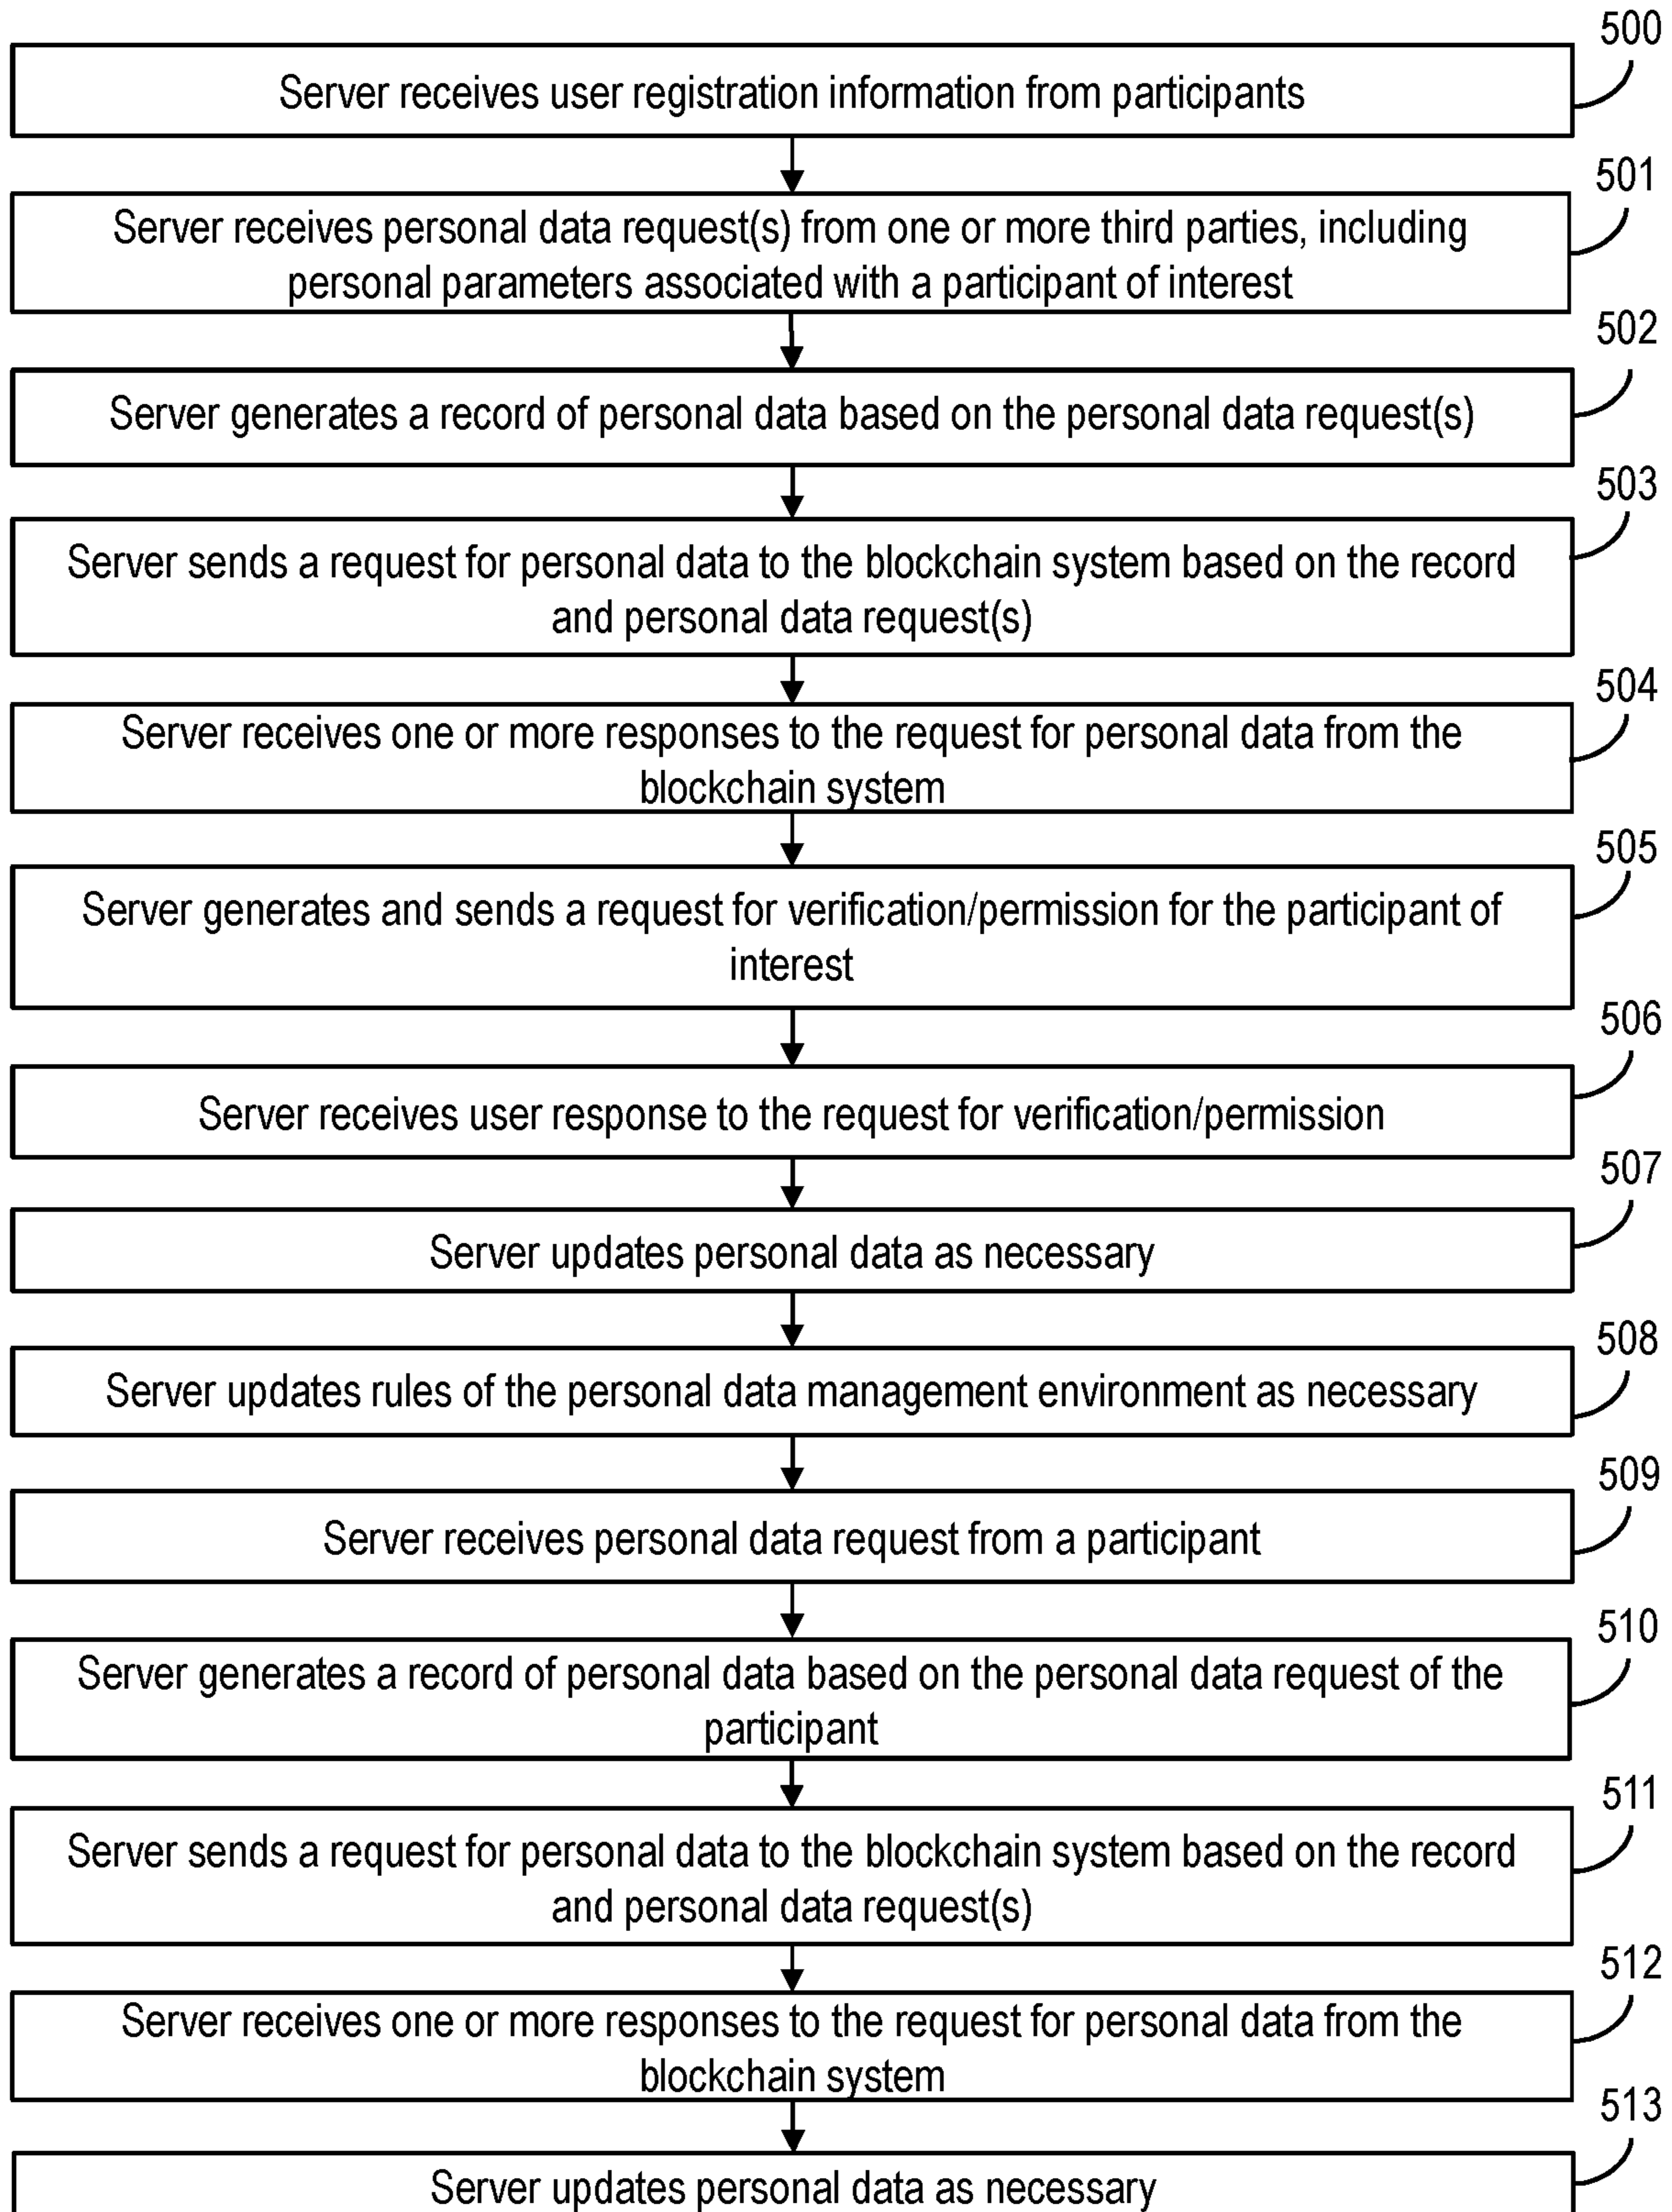 500
Server receives user registration information from participants
501
Server receives personal data request(s) from one or more third parties, including
personal parameters associated with a participant of interest
502
Server generates a record of personal data based on the personal data request(s)
503
Server sends a request for personal data to the blockchain system based on the record
and personal data request(s)
504
Server receives one or more responses to the request for personal data from the
blockchain system
505
Server generates and sends a request for verification/permission for the participant of
interest
506
Server receives user response to the request for verification/permission
507
Server updates personal data as necessary
508
Server updates rules of the personal data management environment as necessary
509
Server receives personal data request from a participant
510
Server generates a record of personal data based on the personal data request of the
participant
511
Server sends a request for personal data to the blockchain system based on the record
and personal data request(s)
512
Server receives one or more responses to the request for personal data from the
blockchain system
513
Server updates personal data as necessary